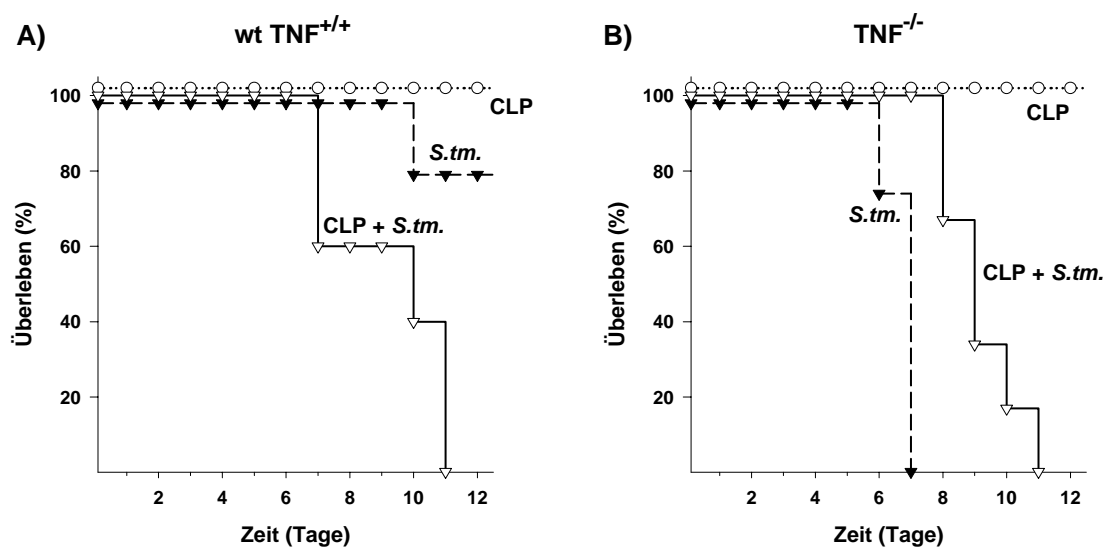 A)
wt TNF+/+
Überleben (%)
100
80
60
40
20
CLP
S.tm.
CLP + S.tm.
2 4 6 8 10 12
Zeit (Tage)
B)
TNF-/-
Überleben (%)
100
80
60
40
20
CLP
S.tm.
CLP + S.tm.
2 4 6 8 10 12
Zeit (Tage)